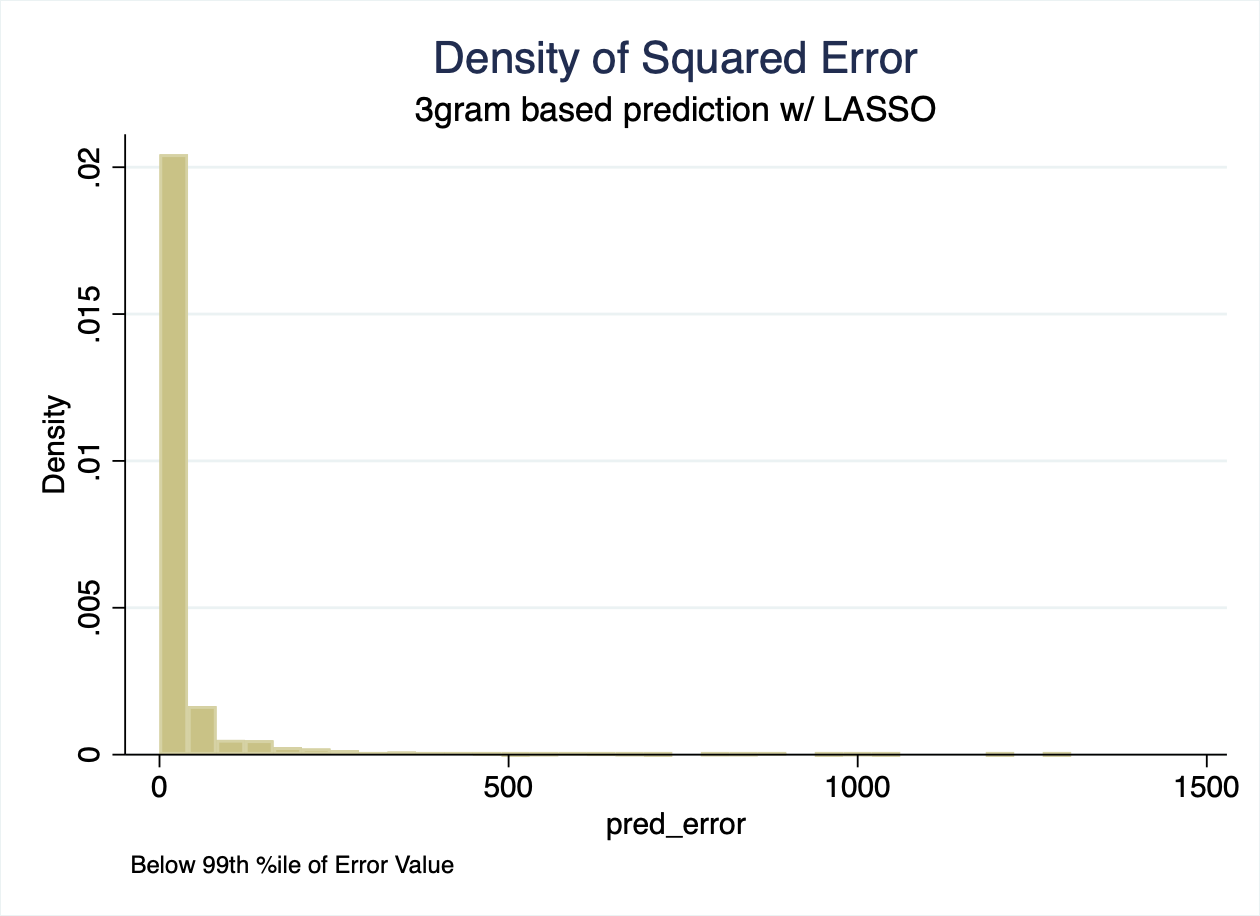 Density of Squared Error
3gram based prediction w/ LASSO
Density
.02
.015
.01
.005
0
0 500 1000 1500
pred_error
Below 99th %ile of Error Value